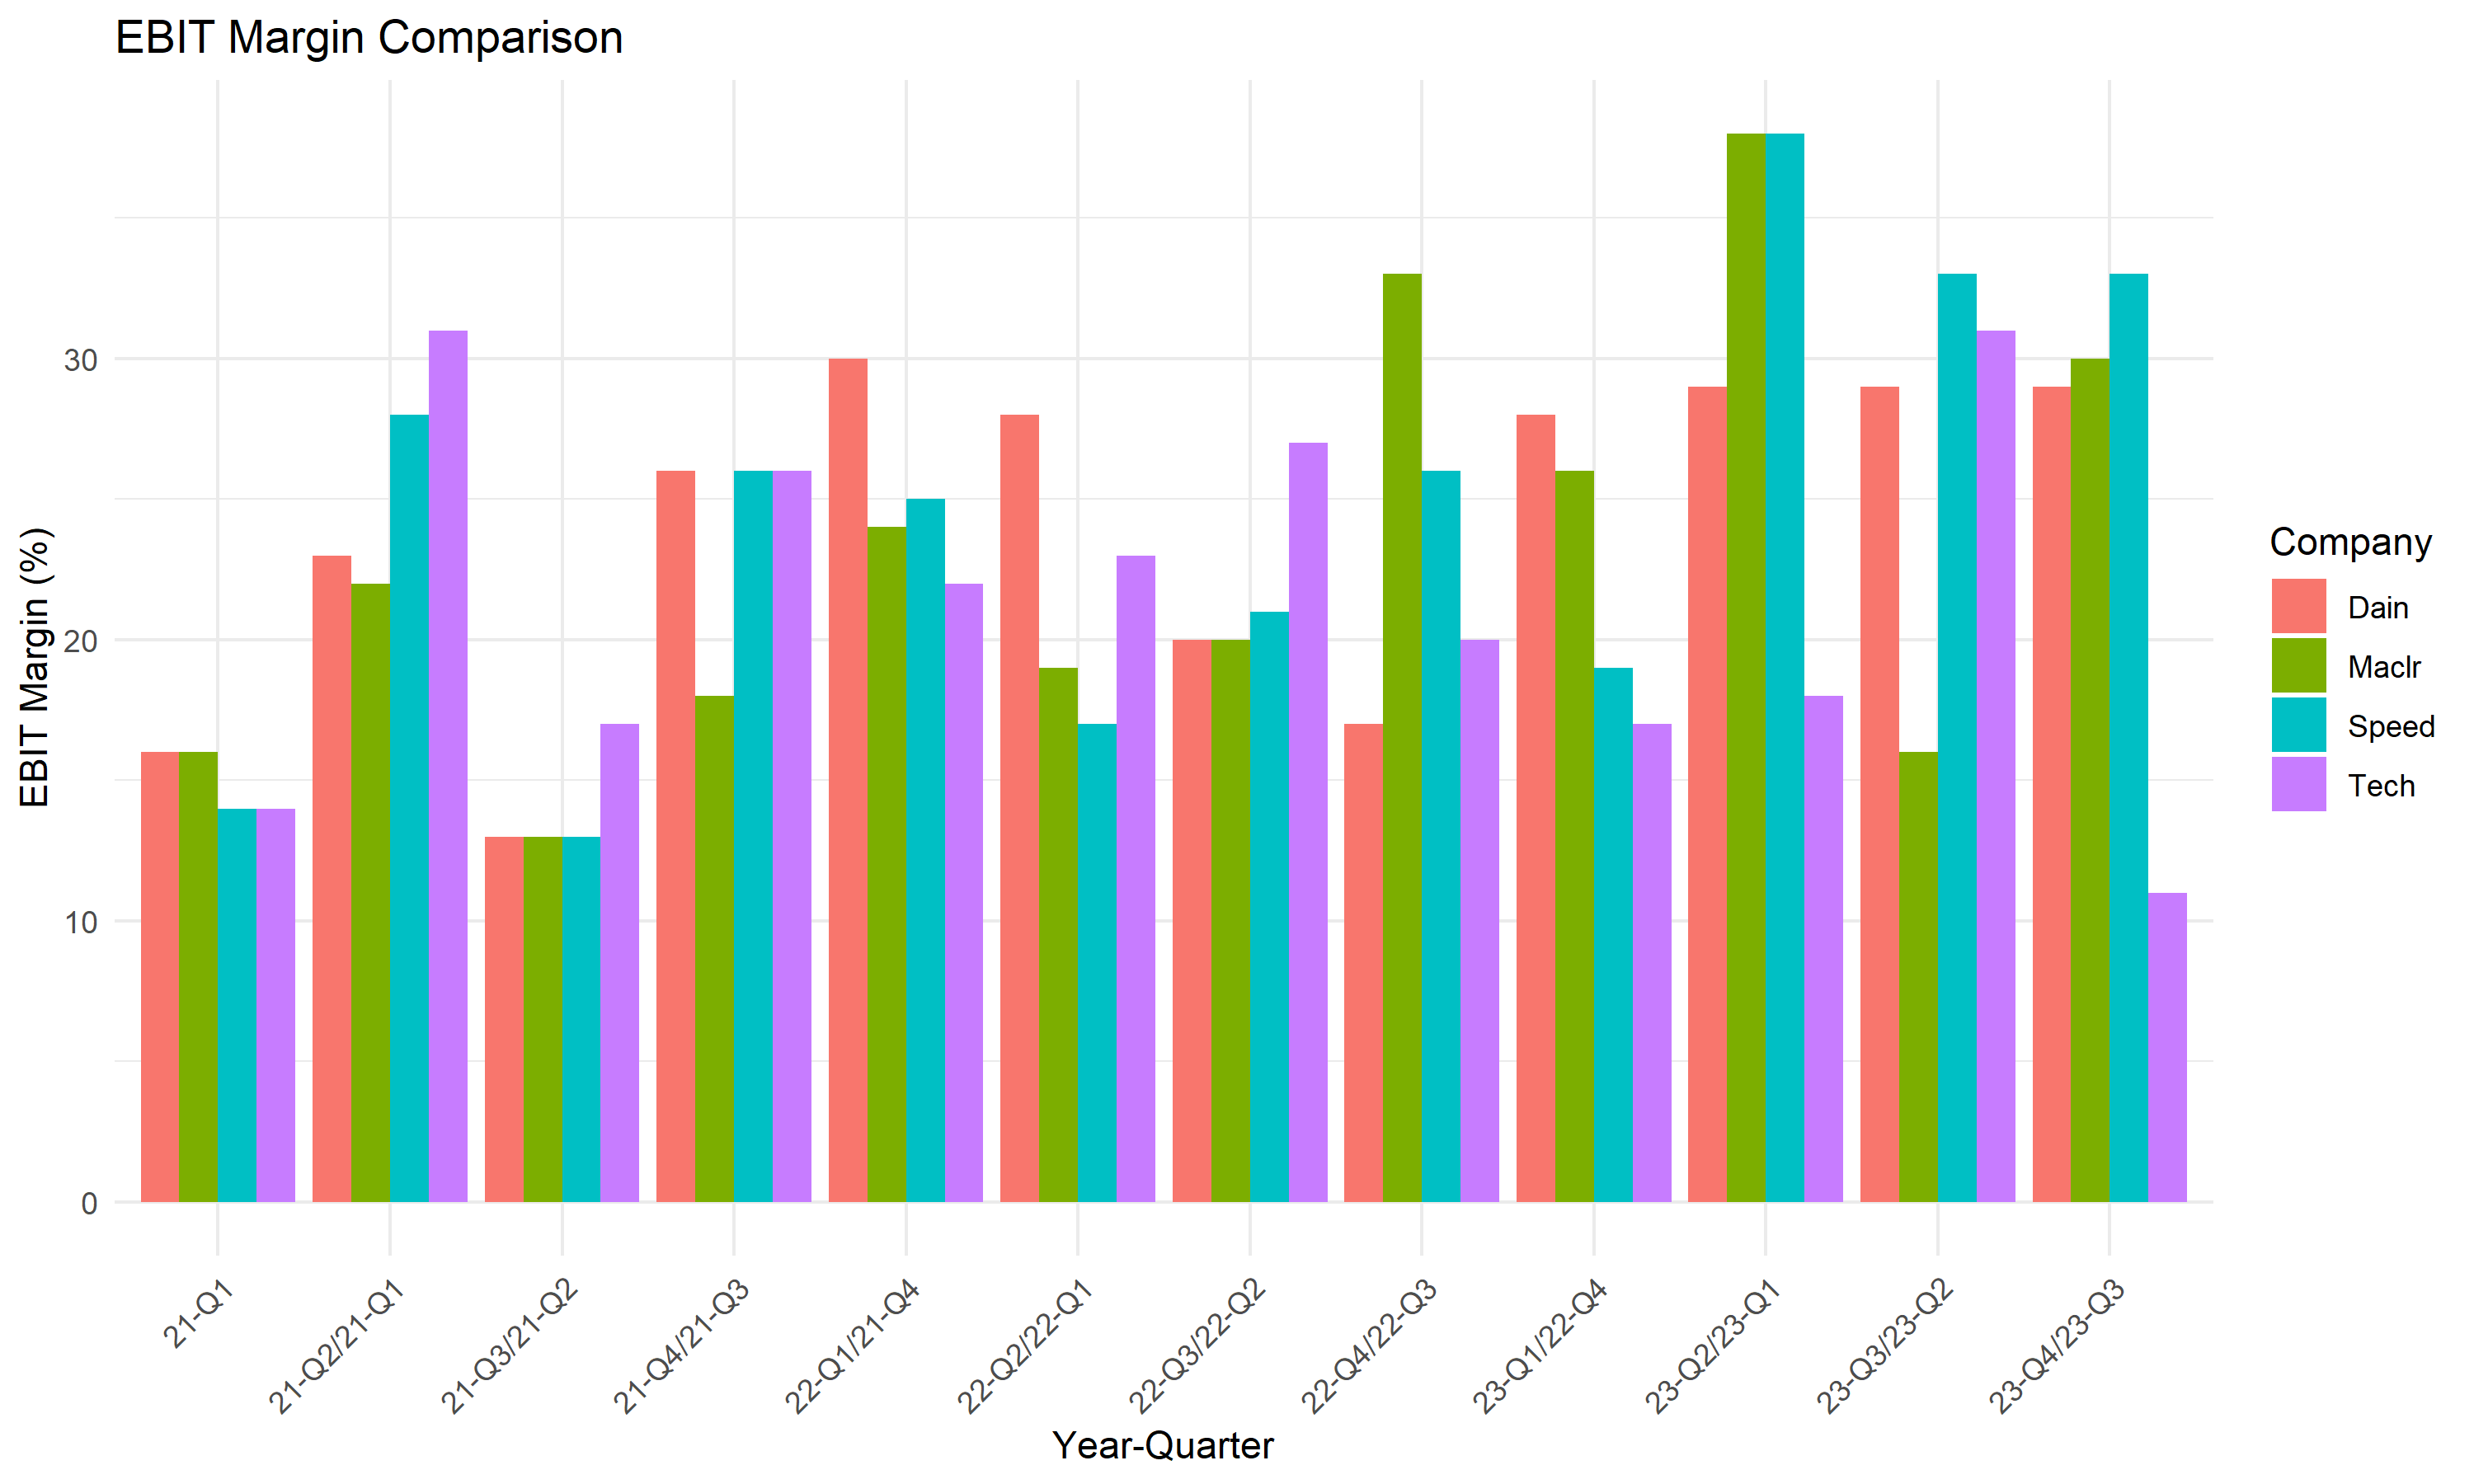 EBIT Margin Comparison
EBIT Margin (%)
30
20
10
0
21-Q1
21-Q2/21-Q1
21-Q3/21-Q2
21-Q4/21-Q3
22-Q1/21-Q4
22-Q2/22-Q1
22-Q3/22-Q2
22-Q4/22-Q3
23-Q1/22-Q4
23-Q2/23-Q1
23-Q3/23-Q2
23-Q4/23-Q3
Year-Quarter
Company
Dain
Maclr
Speed
Tech